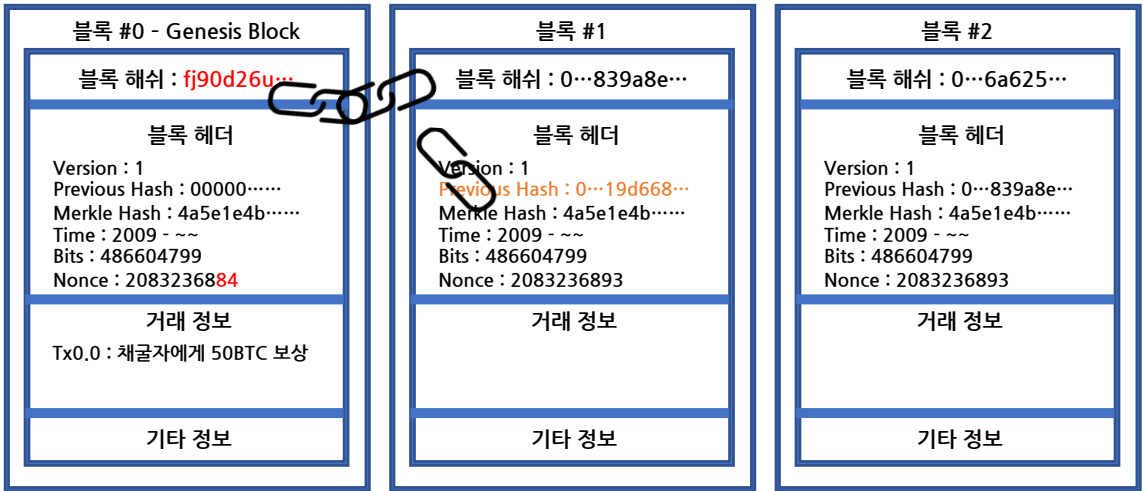 블록 #0 - Genesis Block
블록 해쉬 : fj90d26u…
블록 헤더
Version : 1
Previous Hash : 00000……
Merkle Hash : 4a5e1e4b……
Time : 2009 - ~~
Bits : 486604799
Nonce : 2083236884
거래 정보
Tx0.0 : 채굴자에게 50BTC 보상
기타 정보
블록 #1
블록 해쉬 : 0…839a8e…
블록 헤더
Version : 1
Previous Hash : 0…19d668…
Merkle Hash : 4a5e1e4b……
Time : 2009 - ~~
Bits : 486604799
Nonce : 2083236893
거래 정보
기타 정보
블록 #2
블록 해쉬 : 0…6a625…
블록 헤더
Version : 1
Previous Hash : 0…839a8e…
Merkle Hash : 4a5e1e4b……
Time : 2009 - ~~
Bits : 486604799
Nonce : 2083236893
거래 정보
기타 정보